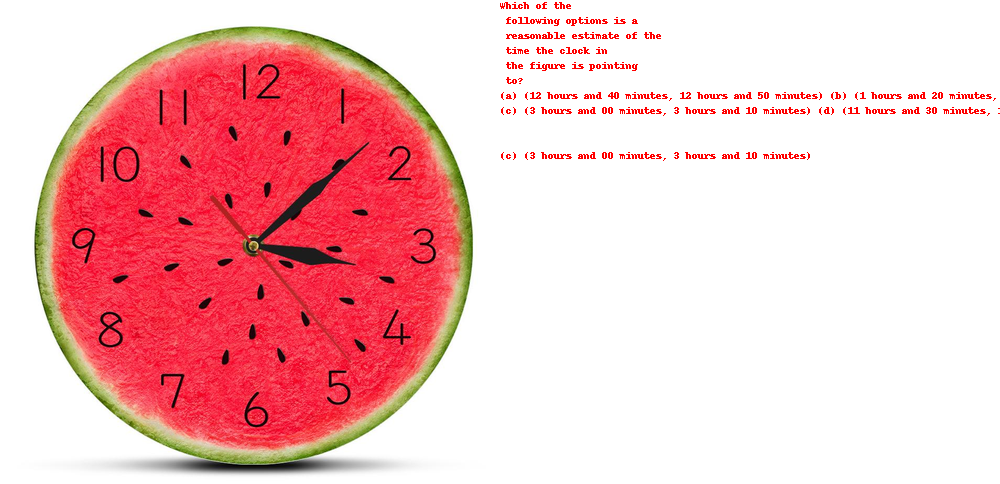 Which of the
following options is a
reasonable estimate of the
time the clock in
the figure is pointing
to?
(a) (12 hours and 40 minutes, 12 hours and 50 minutes) (b) (1 hours and 20 minutes,
(c) (3 hours and 00 minutes, 3 hours and 10 minutes) (d) (11 hours and 30 minutes,
(c) (3 hours and 00 minutes, 3 hours and 10 minutes)
12
11
1
10
2
9
3
8
4
7
5
6